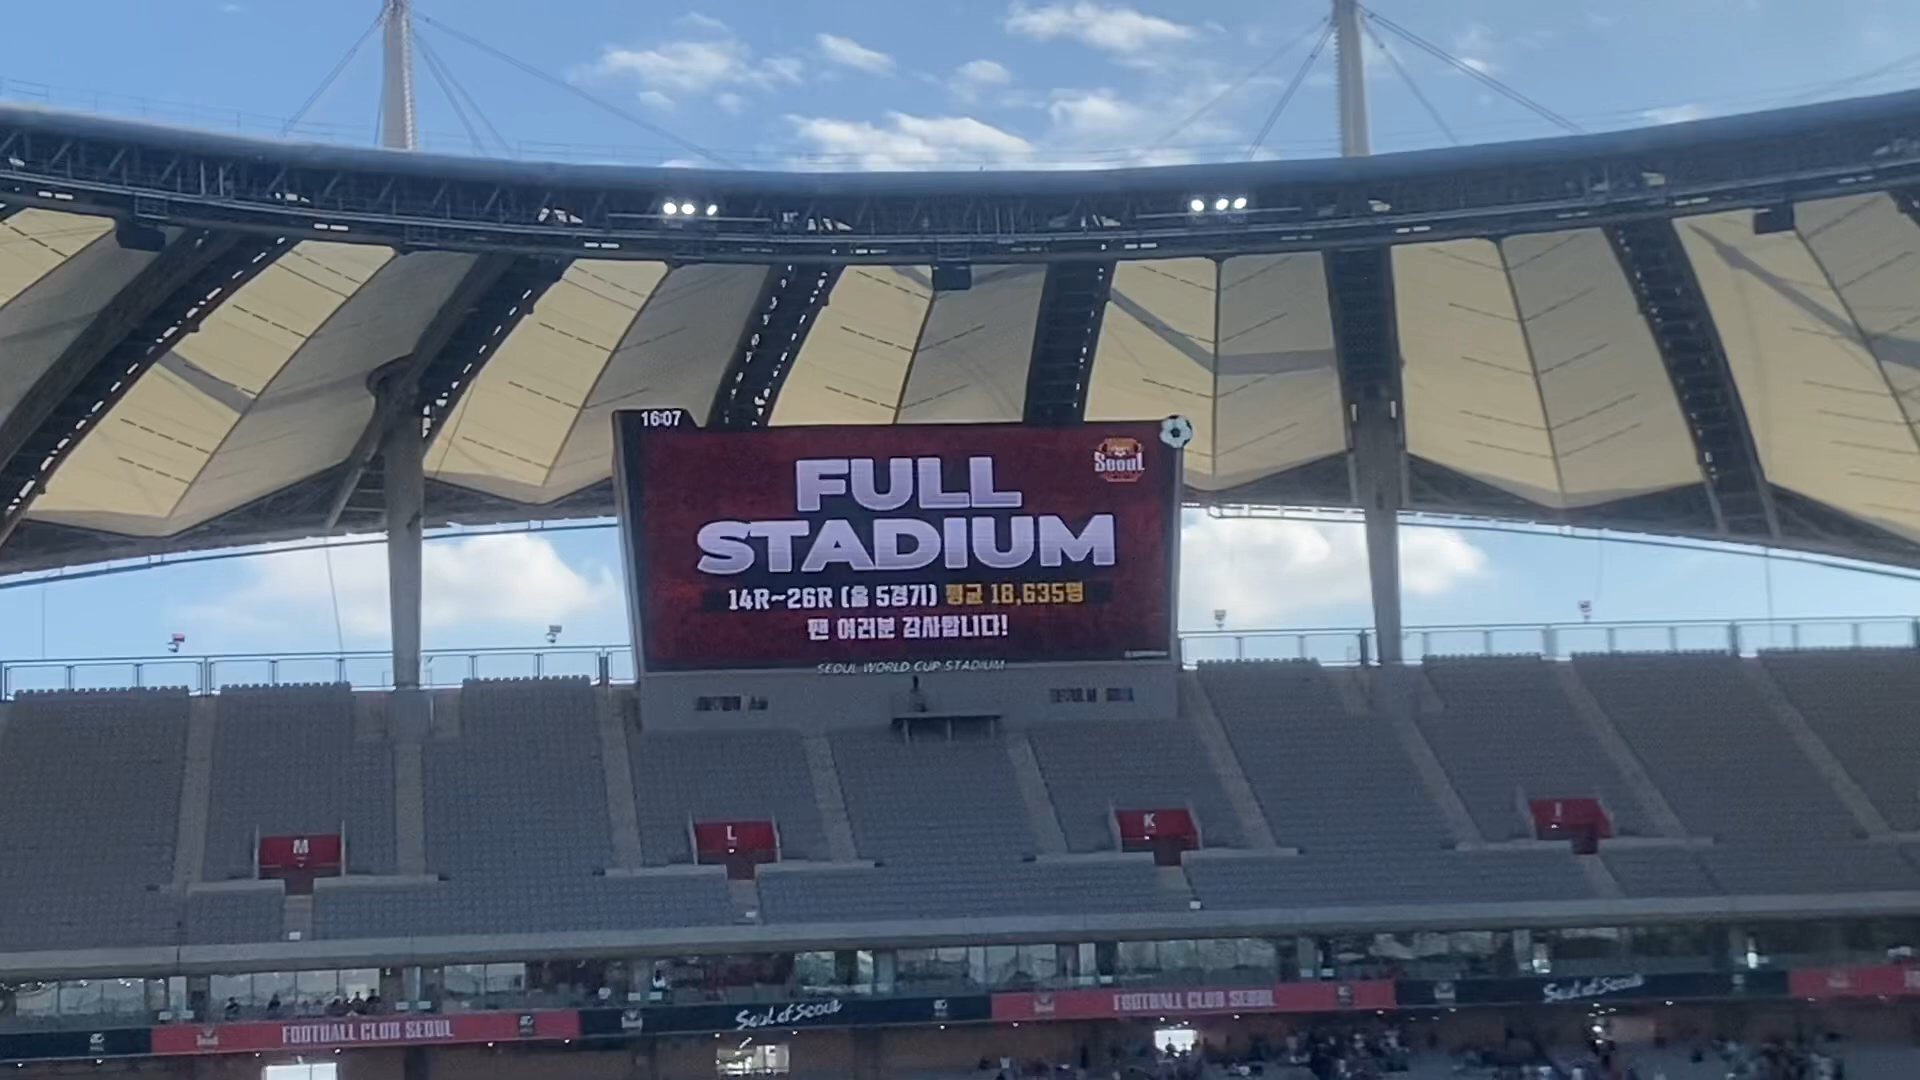 16:07
Seoul
FULL
STADIUM
14R~26R (홈 5경기) 평균 18,635명
팬 여러분 감사합니다!
SEOUL WORLD CUP STADIUM
M
L
K
J
FOOTBALL CLUB SEOUL
Soul of Seoul
FOOTBALL CLUB SEOUL
Soul of Seoul